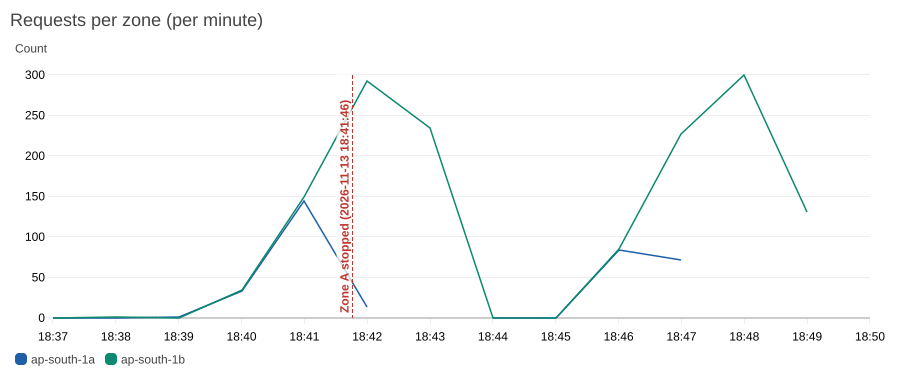 Requests per zone (per minute)
Count
300
250
200
150
100
50
0
Zone A stopped (2026-11-13 18:41:46)
18:37 18:38 18:39 18:40 18:41 18:42 18:43 18:44 18:45 18:46 18:47 18:48 18:49 18:50
ap-south-1a ap-south-1b